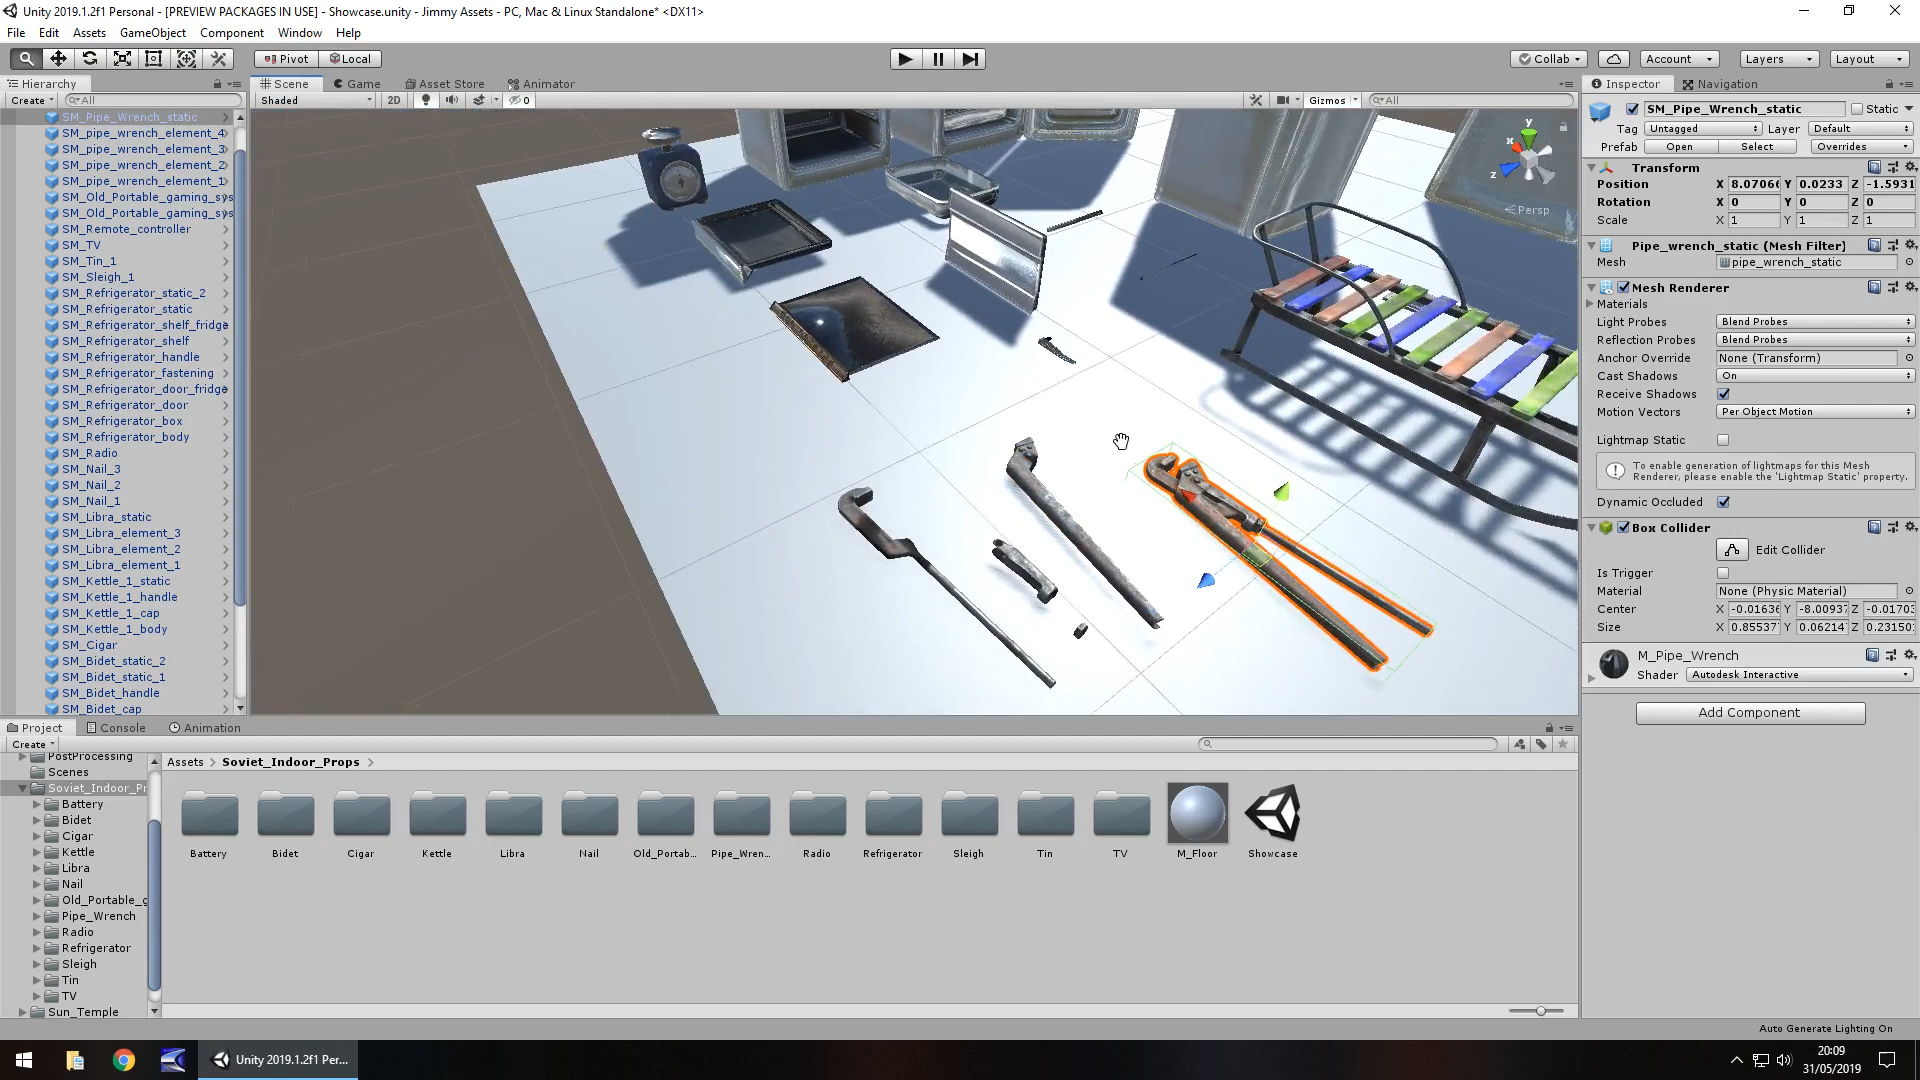 Unity 2019.1.2f1 Personal - [PREVIEW PACKAGES IN USE] - Showcase.unity - Jimmy Assets - PC, Mac & Linux Standalone* <DX11>
File Edit Assets GameObject Component Window Help
Pivot Local Collab Account Layers Layout
Hierarchy Scene Game Asset Store Animator Inspector Navigation
Create All Shaded 2D 0 Gizmos All
SM_Pipe_Wrench_static
SM_pipe_wrench_element_4
SM_pipe_wrench_element_3
SM_pipe_wrench_element_2
SM_pipe_wrench_element_1
SM_Old_Portable_gaming_sys
SM_Old_Portable_gaming_sys
SM_Remote_controller
SM_TV
SM_Tin_1
SM_Sleigh_1
SM_Refrigerator_static_2
SM_Refrigerator_static
SM_Refrigerator_shelf_fridge
SM_Refrigerator_shelf
SM_Refrigerator_handle
SM_Refrigerator_fastening
SM_Refrigerator_door_fridge
SM_Refrigerator_door
SM_Refrigerator_box
SM_Refrigerator_body
SM_Radio
SM_Nail_3
SM_Nail_2
SM_Nail_1
SM_Libra_static
SM_Libra_element_3
SM_Libra_element_2
SM_Libra_element_1
SM_Kettle_1_static
SM_Kettle_1_handle
SM_Kettle_1_cap
SM_Kettle_1_body
SM_Cigar
SM_Bidet_static_2
SM_Bidet_static_1
SM_Bidet_handle
SM_Bidet_cap
y
x
z
Persp
SM_Pipe_Wrench_static Static
Tag Untagged Layer Default
Prefab Open Select Overrides
Transform
Position X 8.0706 Y 0.0233 Z -1.5931
Rotation X 0 Y 0 Z 0
Scale X 1 Y 1 Z 1
Pipe_wrench_static (Mesh Filter)
Mesh pipe_wrench_static
Mesh Renderer
Materials
Light Probes Blend Probes
Reflection Probes Blend Probes
Anchor Override None (Transform)
Cast Shadows On
Receive Shadows
Motion Vectors Per Object Motion
Lightmap Static
To enable generation of lightmaps for this Mesh
Renderer, please enable the 'Lightmap Static' property.
Dynamic Occluded
Box Collider
Edit Collider
Is Trigger
Material None (Physic Material)
Center X -0.0163 Y -8.00937 Z -0.01703
Size X 0.85537 Y 0.06214 Z 0.23150
M_Pipe_Wrench
Shader Autodesk Interactive
Add Component
Project Console Animation
Create
PostProcessing
Scenes
Soviet_Indoor_Pr
Battery
Bidet
Cigar
Kettle
Libra
Nail
Old_Portable_g
Pipe_Wrench
Radio
Refrigerator
Sleigh
Tin
TV
Sun_Temple
Assets > Soviet_Indoor_Props >
Battery Bidet Cigar Kettle Libra Nail Old_Portab... Pipe_Wren... Radio Refrigerator Sleigh Tin TV M_Floor Showcase
Auto Generate Lighting On
Unity 2019.1.2f1 Per...
20:09
31/05/2019